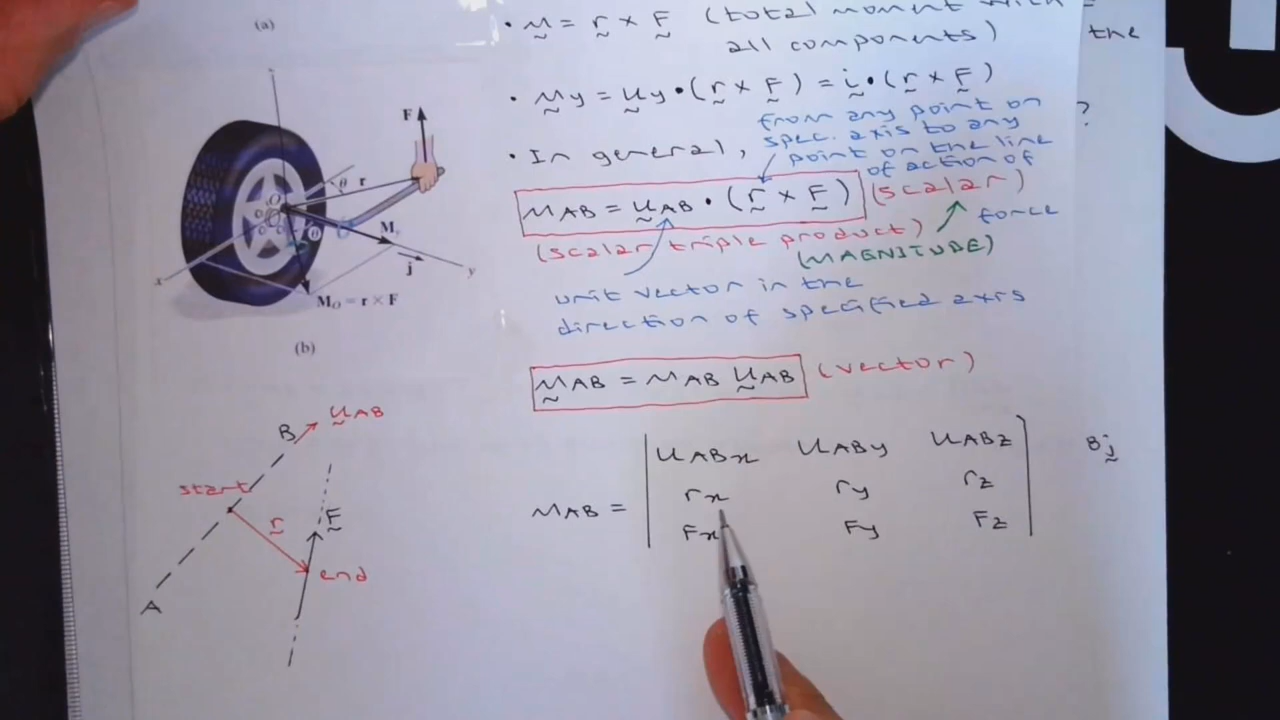 (a)
• M = r × F (total moment with
all components)
= the
• My = uy • (r × F) = i • (r × F)
?
from any point on
spec. axis to any
point on the line
of action of
force
• In general,
MAB = uAB • (r × F) (scalar)
(scalar triple product)
(MAGNITUDE)
unit vector in the
direction of specified axis
MAB = MAB uAB (vector)
MAB = | uABx uABy uABz |
| rx ry rz |
| Fx Fy Fz |
8j
F
θ
r
O
θ
M
j
x
y
MO = r × F
(b)
B
uAB
start
r
F
end
A